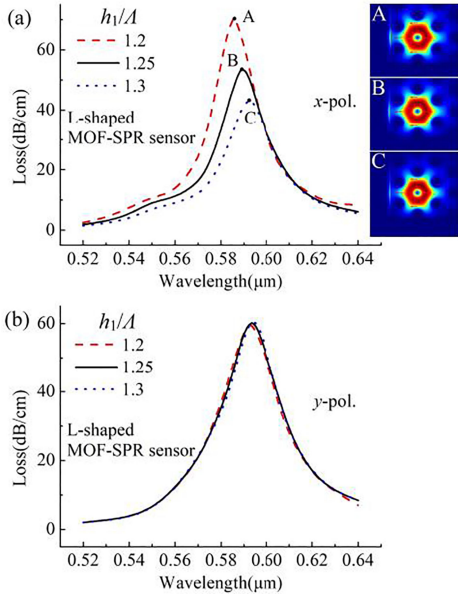 (a)
h₁/Λ
1.2
1.25
1.3
L-shaped
MOF-SPR sensor
A
B
C
x-pol.
Loss(dB/cm)
60
40
20
0
0.52 0.54 0.56 0.58 0.60 0.62 0.64
Wavelength(μm)
A
B
C
(b)
h₁/Λ
1.2
1.25
1.3
L-shaped
MOF-SPR sensor
y-pol.
Loss(dB/cm)
60
40
20
0
0.52 0.54 0.56 0.58 0.60 0.62 0.64
Wavelength(μm)